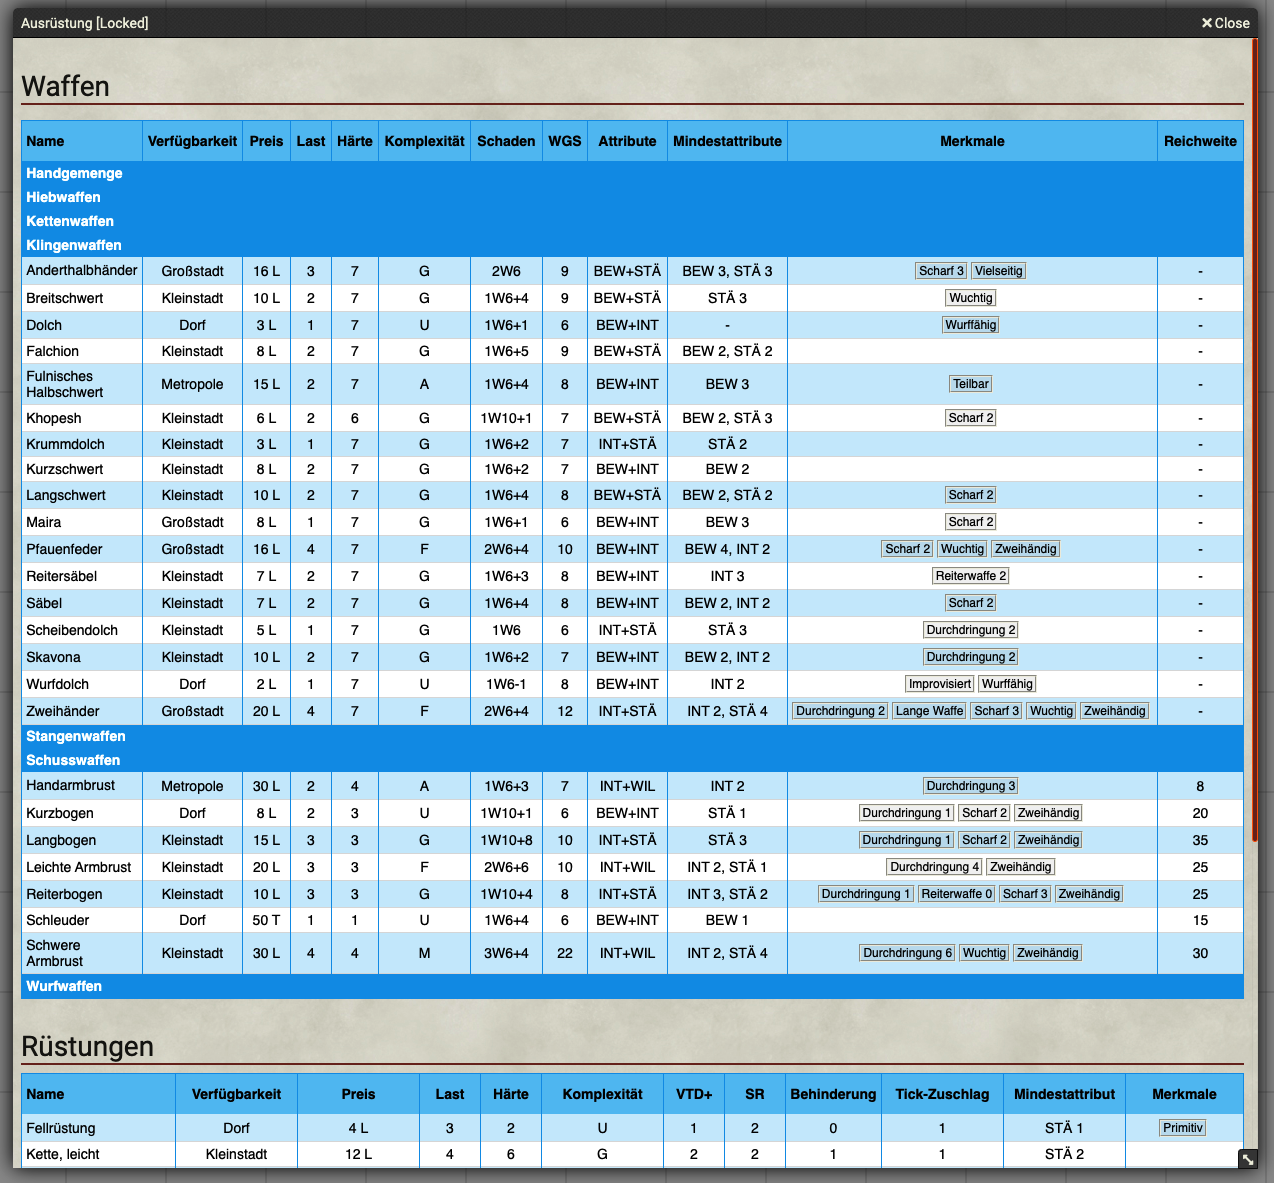 Ausrüstung [Locked]
Close
Waffen
Name Verfügbarkeit Preis Last Härte Komplexität Schaden WGS Attribute Mindestattribute Merkmale Reichweite
Handgemenge
Hiebwaffen
Kettenwaffen
Klingenwaffen
Anderthalbhänder Großstadt 16 L 3 7 G 2W6 9 BEW+STÄ BEW 3, STÄ 3 Scharf 3 Vielseitig -
Breitschwert Kleinstadt 10 L 2 7 G 1W6+4 9 BEW+STÄ STÄ 3 Wuchtig -
Dolch Dorf 3 L 1 7 U 1W6+1 6 BEW+INT - Wurffähig -
Falchion Kleinstadt 8 L 2 7 G 1W6+5 9 BEW+STÄ BEW 2, STÄ 2 -
Fulnisches
Halbschwert Metropole 15 L 2 7 A 1W6+4 8 BEW+INT BEW 3 Teilbar -
Khopesh Kleinstadt 6 L 2 6 G 1W10+1 7 BEW+STÄ BEW 2, STÄ 3 Scharf 2 -
Krummdolch Kleinstadt 3 L 1 7 G 1W6+2 7 INT+STÄ STÄ 2 -
Kurzschwert Kleinstadt 8 L 2 7 G 1W6+2 7 BEW+INT BEW 2 -
Langschwert Kleinstadt 10 L 2 7 G 1W6+4 8 BEW+STÄ BEW 2, STÄ 2 Scharf 2 -
Maira Großstadt 8 L 1 7 G 1W6+1 6 BEW+INT BEW 3 Scharf 2 -
Pfauenfeder Großstadt 16 L 4 7 F 2W6+4 10 BEW+INT BEW 4, INT 2 Scharf 2 Wuchtig Zweihändig -
Reitersäbel Kleinstadt 7 L 2 7 G 1W6+3 8 BEW+INT INT 3 Reiterwaffe 2 -
Säbel Kleinstadt 7 L 2 7 G 1W6+4 8 BEW+INT BEW 2, INT 2 Scharf 2 -
Scheibendolch Kleinstadt 5 L 1 7 G 1W6 6 INT+STÄ STÄ 3 Durchdringung 2 -
Skavona Kleinstadt 10 L 2 7 G 1W6+2 7 BEW+INT BEW 2, INT 2 Durchdringung 2 -
Wurfdolch Dorf 2 L 1 7 U 1W6-1 8 BEW+INT INT 2 Improvisiert Wurffähig -
Zweihänder Großstadt 20 L 4 7 F 2W6+4 12 INT+STÄ INT 2, STÄ 4 Durchdringung 2 Lange Waffe Scharf 3 Wuchtig Zweihändig -
Stangenwaffen
Schusswaffen
Handarmbrust Metropole 30 L 2 4 A 1W6+3 7 INT+WIL INT 2 Durchdringung 3 8
Kurzbogen Dorf 8 L 2 3 U 1W10+1 6 BEW+INT STÄ 1 Durchdringung 1 Scharf 2 Zweihändig 20
Langbogen Kleinstadt 15 L 3 3 G 1W10+8 10 INT+STÄ STÄ 3 Durchdringung 1 Scharf 2 Zweihändig 35
Leichte Armbrust Kleinstadt 20 L 3 3 F 2W6+6 10 INT+WIL INT 2, STÄ 1 Durchdringung 4 Zweihändig 25
Reiterbogen Kleinstadt 10 L 3 3 G 1W10+4 8 INT+STÄ INT 3, STÄ 2 Durchdringung 1 Reiterwaffe 0 Scharf 3 Zweihändig 25
Schleuder Dorf 50 T 1 1 U 1W6+4 6 BEW+INT BEW 1 15
Schwere
Armbrust Kleinstadt 30 L 4 4 M 3W6+4 22 INT+WIL INT 2, STÄ 4 Durchdringung 6 Wuchtig Zweihändig 30
Wurfwaffen
Rüstungen
Name Verfügbarkeit Preis Last Härte Komplexität VTD+ SR Behinderung Tick-Zuschlag Mindestattribut Merkmale
Fellrüstung Dorf 4 L 3 2 U 1 2 0 1 STÄ 1 Primitiv
Kette, leicht Kleinstadt 12 L 4 6 G 2 2 1 1 STÄ 2